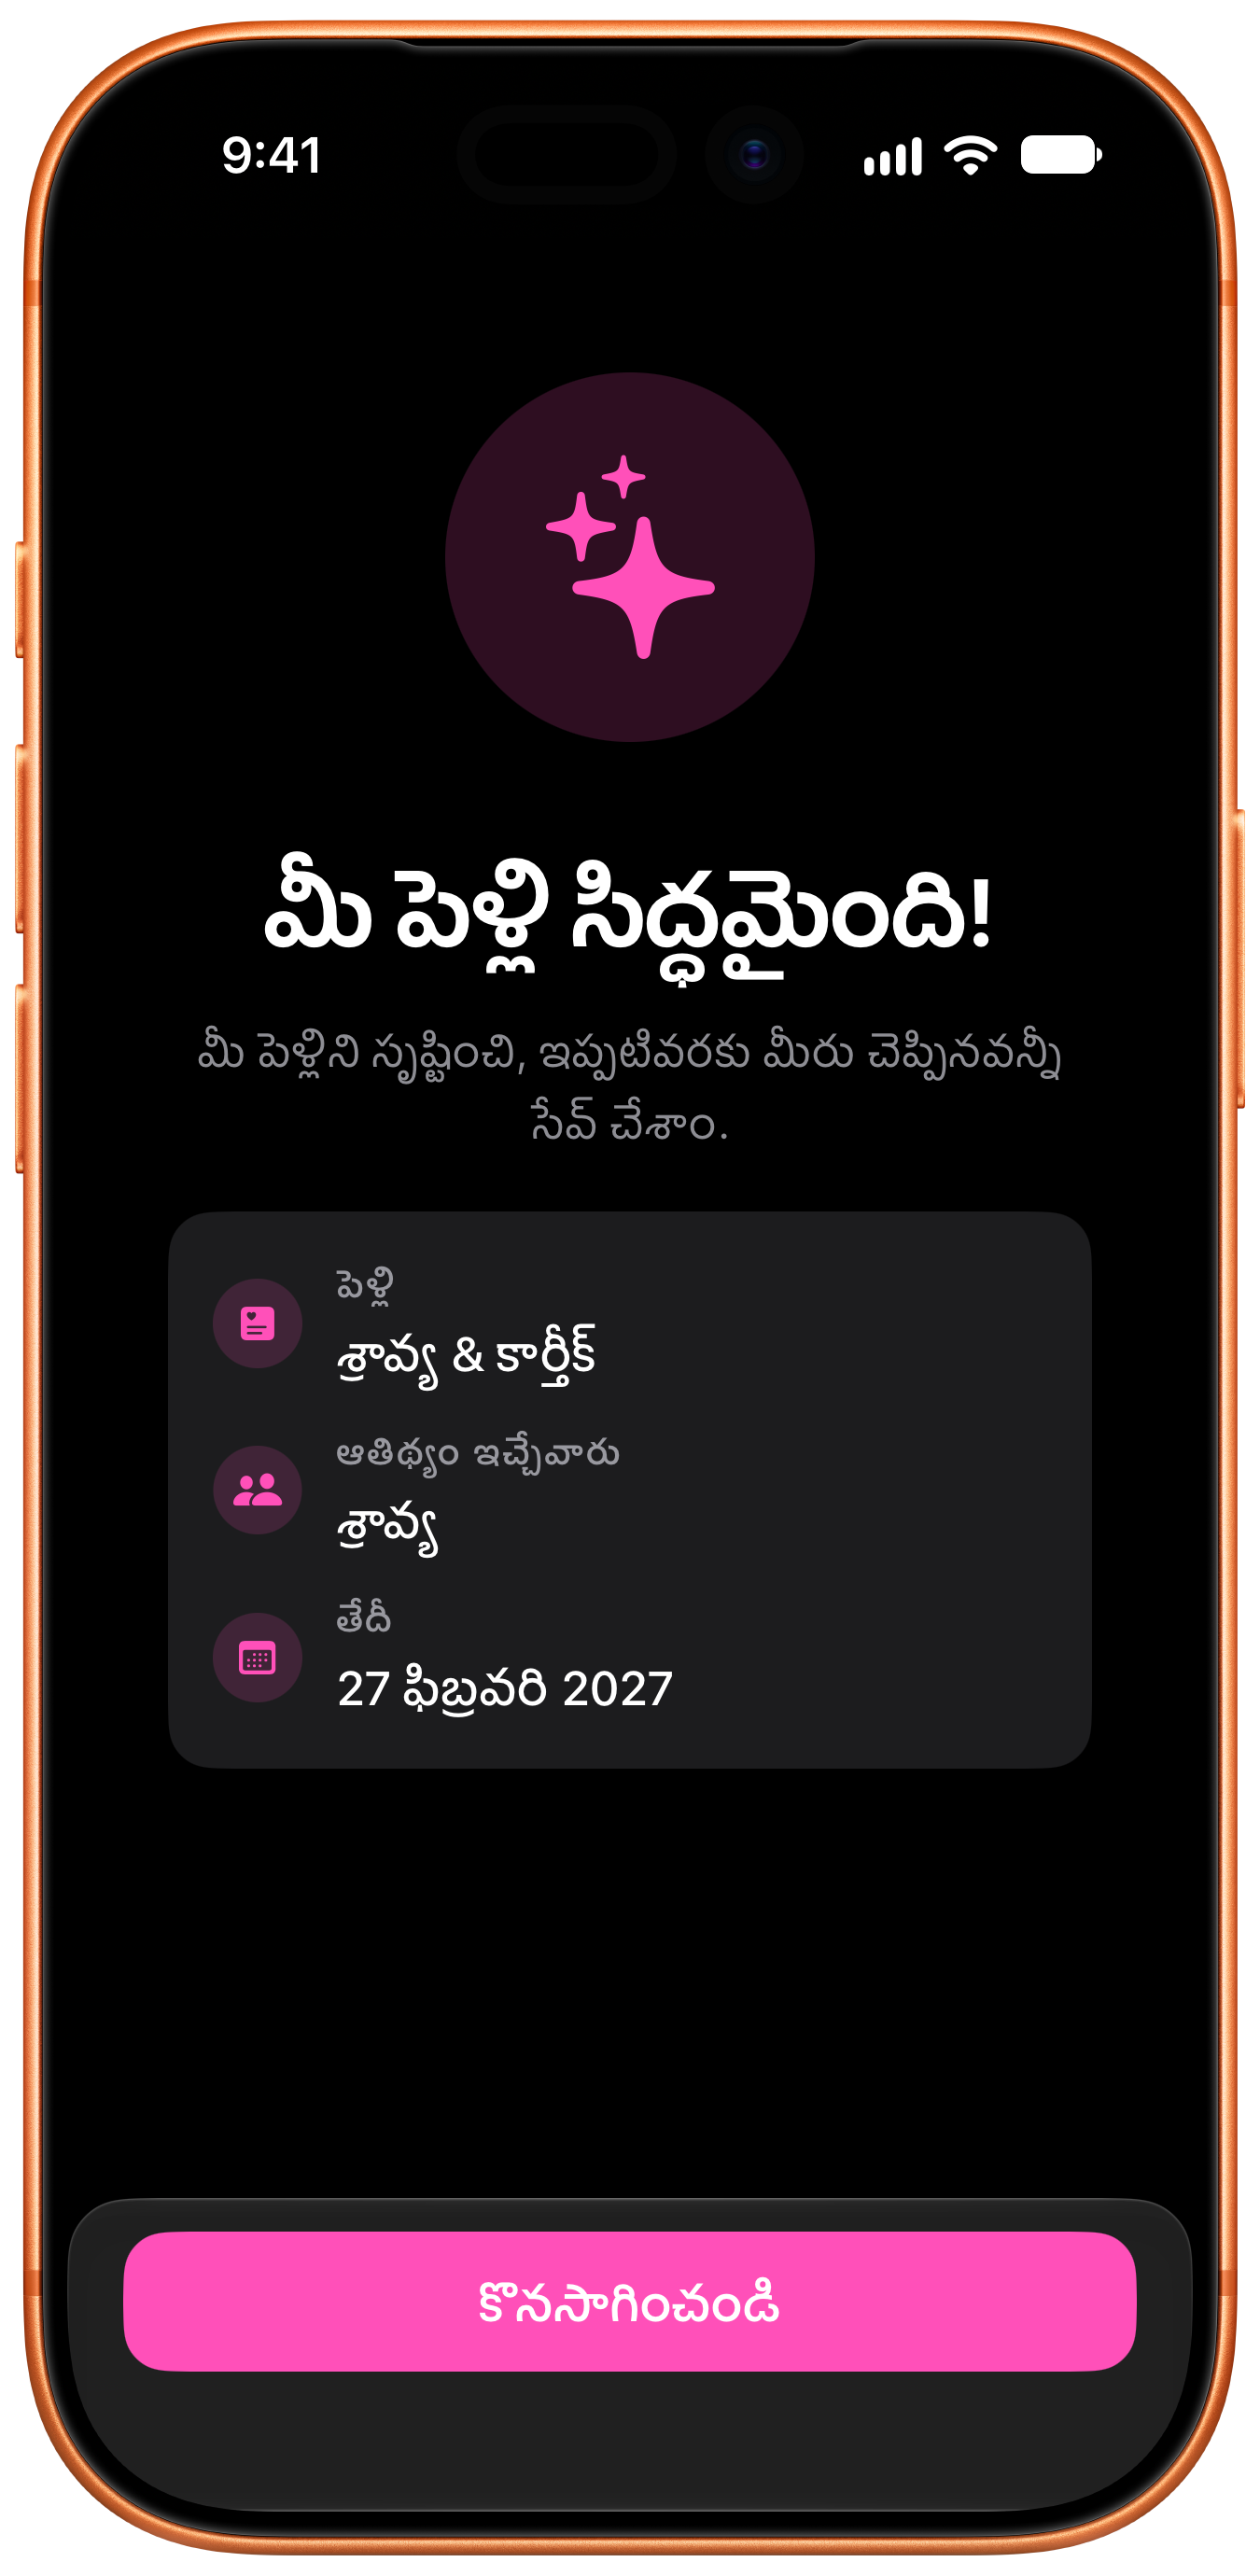 9:41
మీ పెళ్లి సిద్ధమైంది!
మీ పెళ్లిని సృష్టించి, ఇప్పటివరకు మీరు చెప్పినవన్నీ
సేవ్ చేశాం.
పెళ్లి
శ్రావ్య & కార్తీక్
ఆతిథ్యం ఇచ్చేవారు
శ్రావ్య
తేదీ
27 ఫిబ్రవరి 2027
కొనసాగించండి